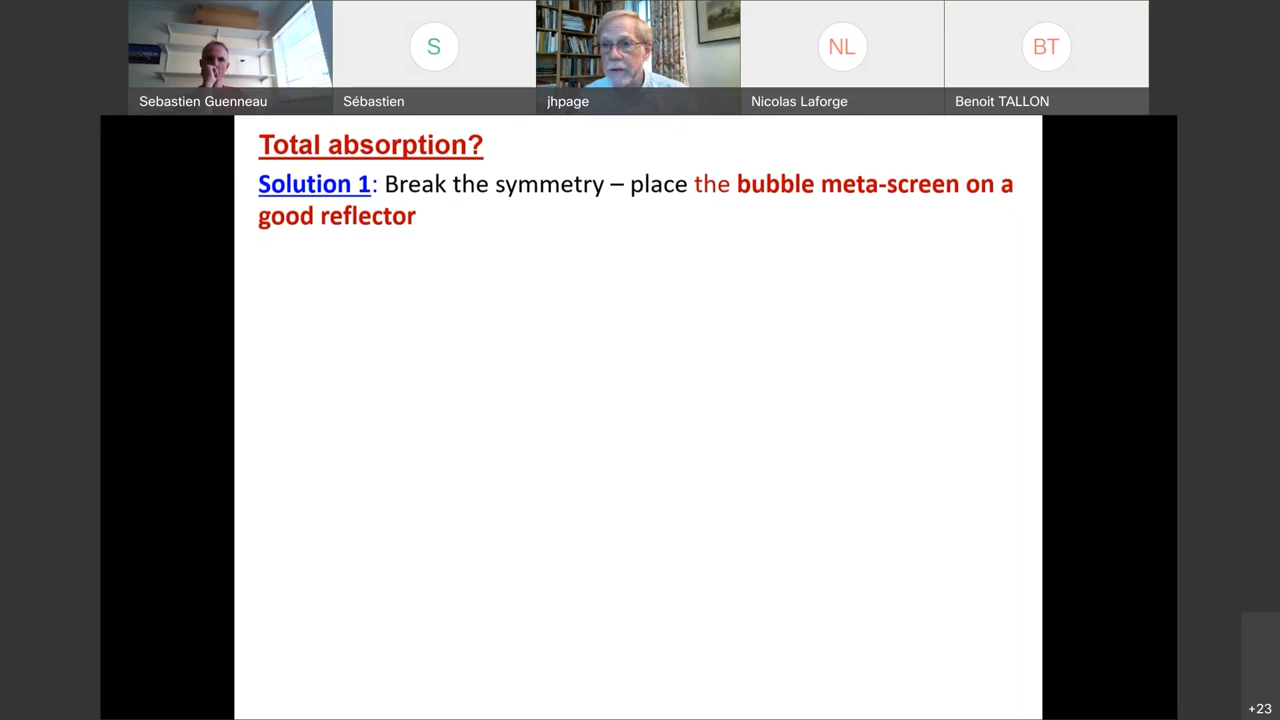 S
NL
BT
Sebastien Guenneau
Sébastien
jhpage
Nicolas Laforge
Benoit TALLON
Total absorption?
Solution 1: Break the symmetry – place the bubble meta-screen on a
good reflector
+23